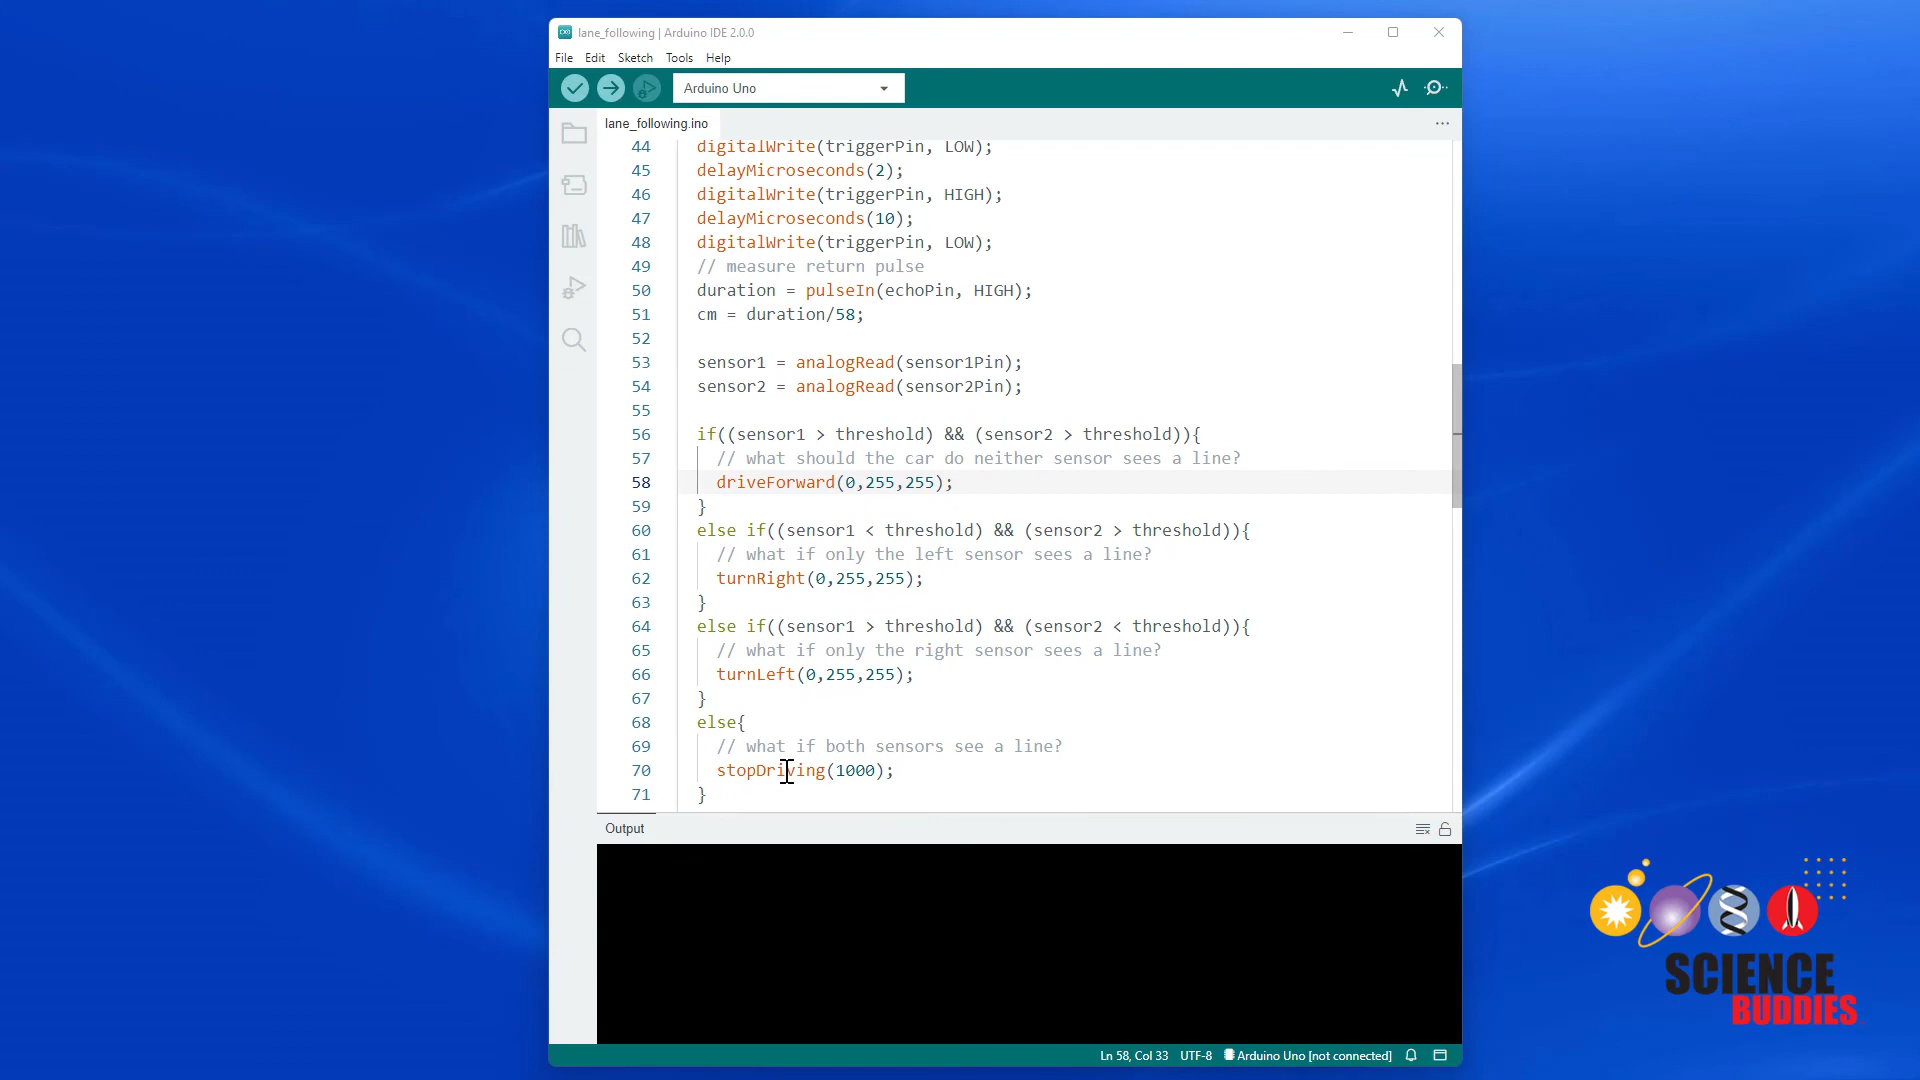 lane_following | Arduino IDE 2.0.0
File Edit Sketch Tools Help
Arduino Uno
lane_following.ino
44 digitalWrite(triggerPin, LOW);
45 delayMicroseconds(2);
46 digitalWrite(triggerPin, HIGH);
47 delayMicroseconds(10);
48 digitalWrite(triggerPin, LOW);
49 // measure return pulse
50 duration = pulseIn(echoPin, HIGH);
51 cm = duration/58;
52
53 sensor1 = analogRead(sensor1Pin);
54 sensor2 = analogRead(sensor2Pin);
55
56 if((sensor1 > threshold) && (sensor2 > threshold)){
57 // what should the car do neither sensor sees a line?
58 driveForward(0,255,255);
59 }
60 else if((sensor1 < threshold) && (sensor2 > threshold)){
61 // what if only the left sensor sees a line?
62 turnRight(0,255,255);
63 }
64 else if((sensor1 > threshold) && (sensor2 < threshold)){
65 // what if only the right sensor sees a line?
66 turnLeft(0,255,255);
67 }
68 else{
69 // what if both sensors see a line?
70 stopDriving(1000);
71 }
Output
Ln 58, Col 33 UTF-8 Arduino Uno [not connected]
SCIENCE
BUDDIES